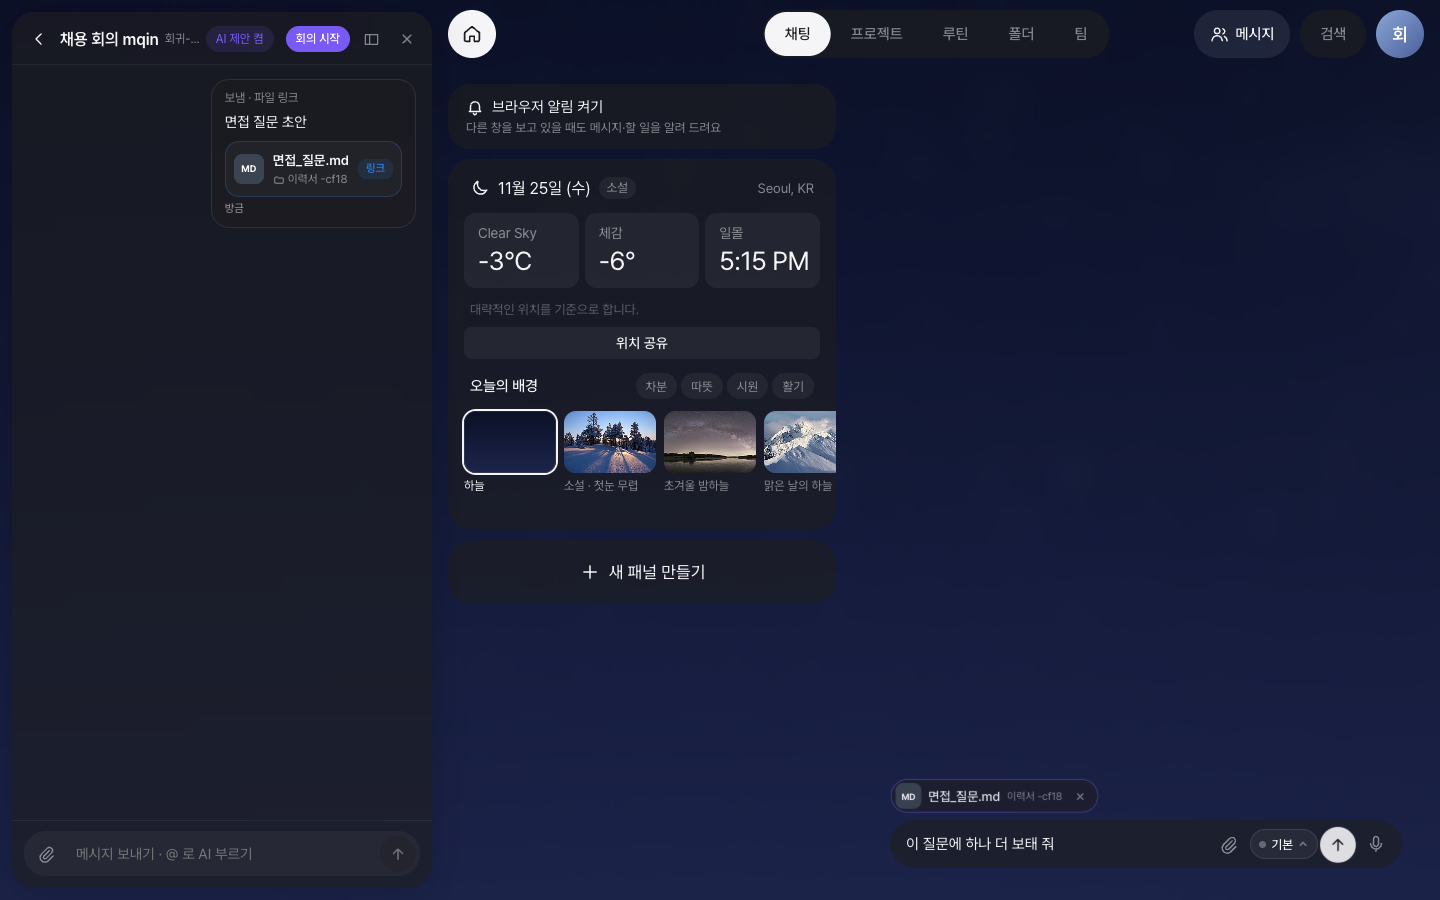 채용 회의 mqin 회귀-... AI 제안 켬 회의 시작
보냄 · 파일 링크
면접 질문 초안
MD 면접_질문.md 링크
이력서 -cf18
방금
메시지 보내기 · @ 로 AI 부르기
채팅 프로젝트 루틴 폴더 팀
메시지 검색 회
브라우저 알림 켜기
다른 창을 보고 있을 때도 메시지·할 일을 알려 드려요
11월 25일 (수) 소설 Seoul, KR
Clear Sky 체감 일몰
-3°C -6° 5:15 PM
대략적인 위치를 기준으로 합니다.
위치 공유
오늘의 배경 차분 따뜻 시원 활기
하늘 소설 · 첫눈 무렵 초겨울 밤하늘 맑은 날의 하늘
새 패널 만들기
MD 면접_질문.md 이력서 -cf18
이 질문에 하나 더 보태 줘 기본